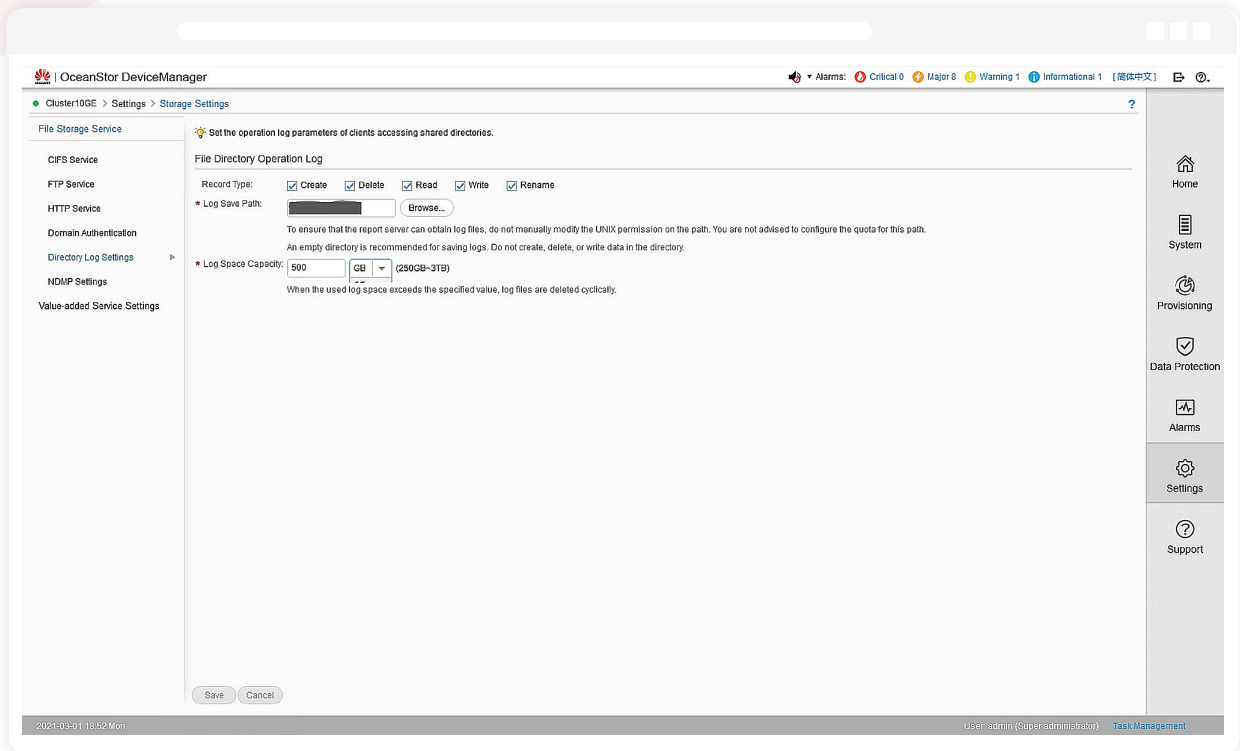 HUAWEI | OceanStor DeviceManager
Alarms: Critical 0 Major 8 Warning 1 Informational 1 [简体中文]
Cluster10GE > Settings > Storage Settings
?
File Storage Service
CIFS Service
FTP Service
HTTP Service
Domain Authentication
Directory Log Settings
NDMP Settings
Value-added Service Settings
Set the operation log parameters of clients accessing shared directories.
File Directory Operation Log
Record Type: Create Delete Read Write Rename
* Log Save Path: Browse...
To ensure that the report server can obtain log files, do not manually modify the UNIX permission on the path. You are not advised to configure the quota for this path.
An empty directory is recommended for saving logs. Do not create, delete, or write data in the directory.
* Log Space Capacity: 500 GB (250GB~3TB)
When the used log space exceeds the specified value, log files are deleted cyclically.
Save Cancel
Home
System
Provisioning
Data Protection
Alarms
Settings
Support
2021-03-01 18:52 Mon
User: admin (Super administrator) Task Management